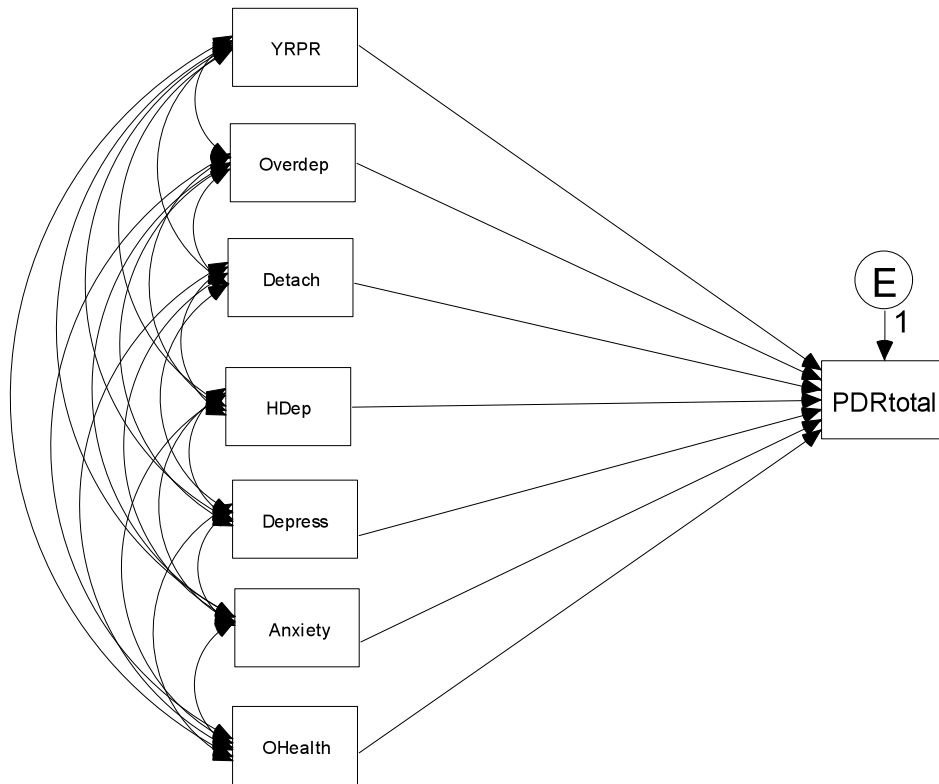 YRPR
Overdep
Detach
HDep
Depress
Anxiety
OHealth
E
1
PDRtotal